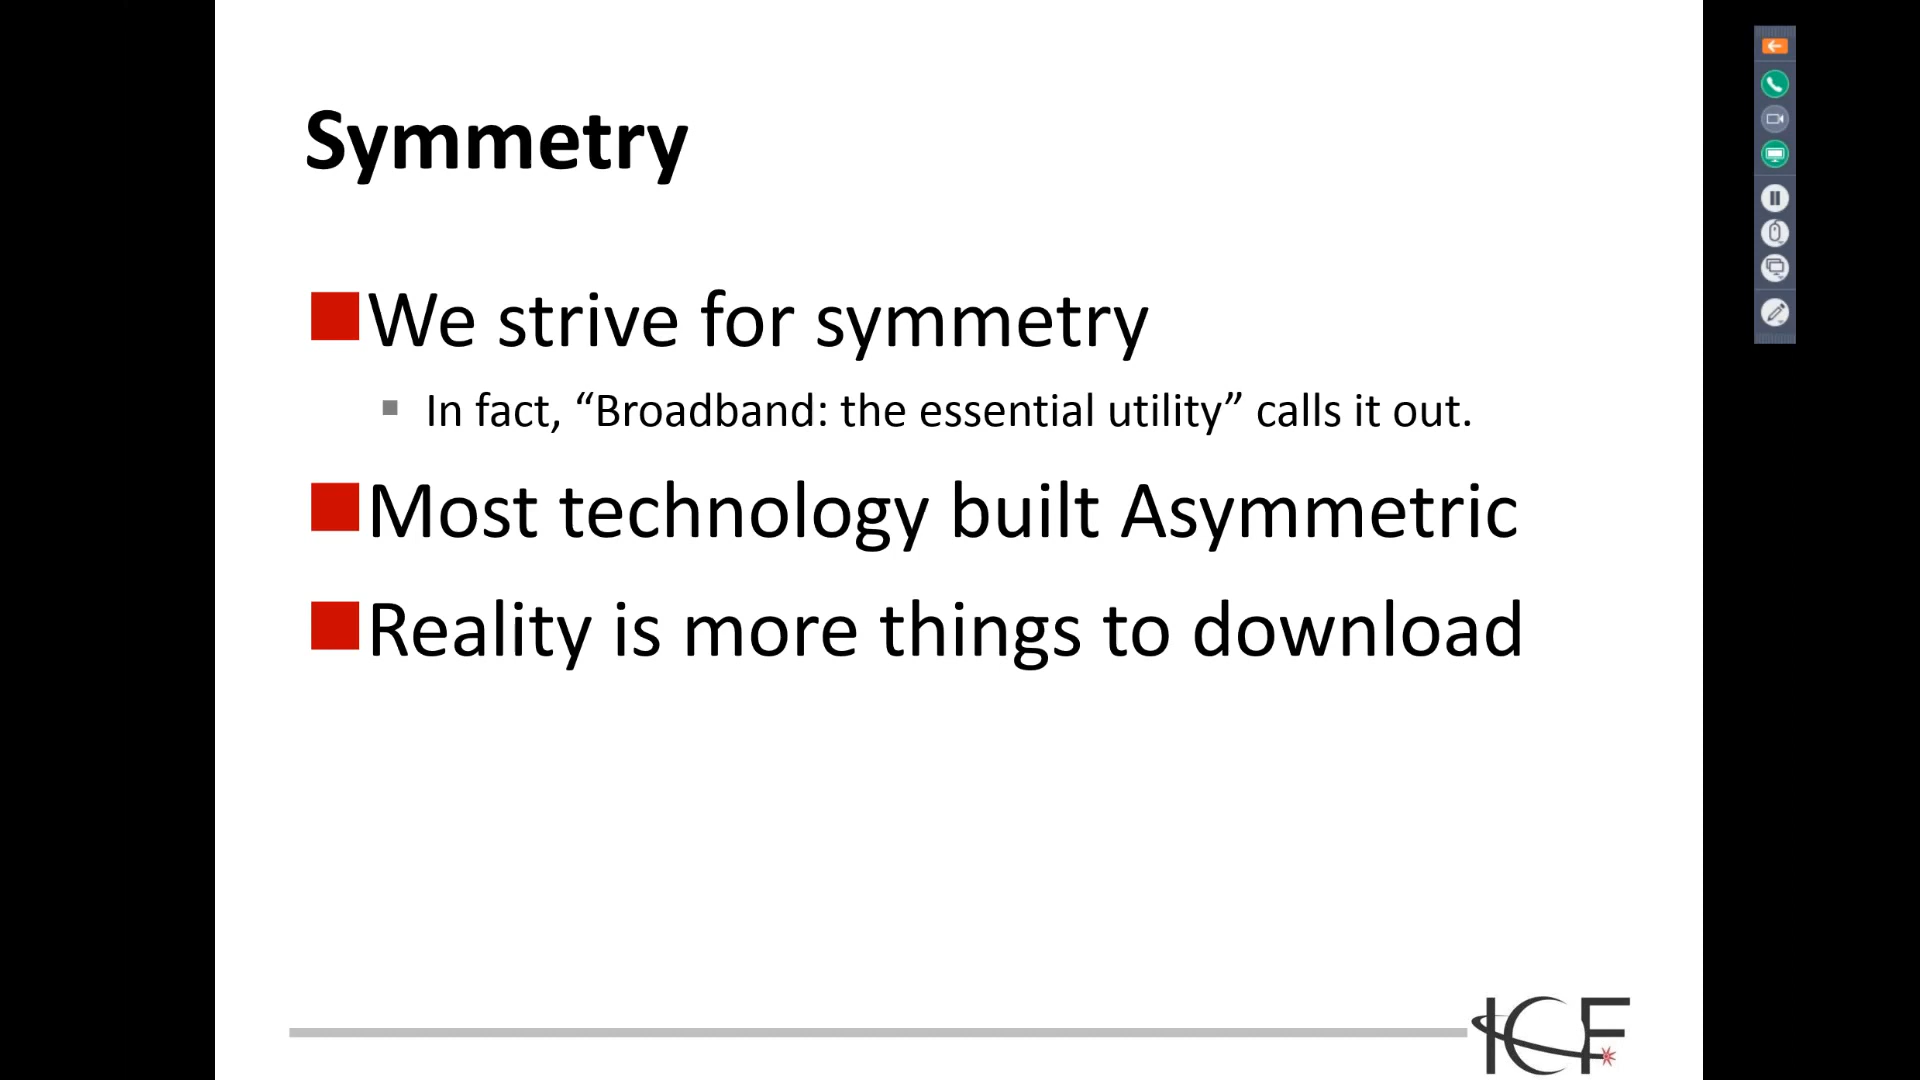 Symmetry
We strive for symmetry
In fact, “Broadband: the essential utility” calls it out.
Most technology built Asymmetric
Reality is more things to download
ICF